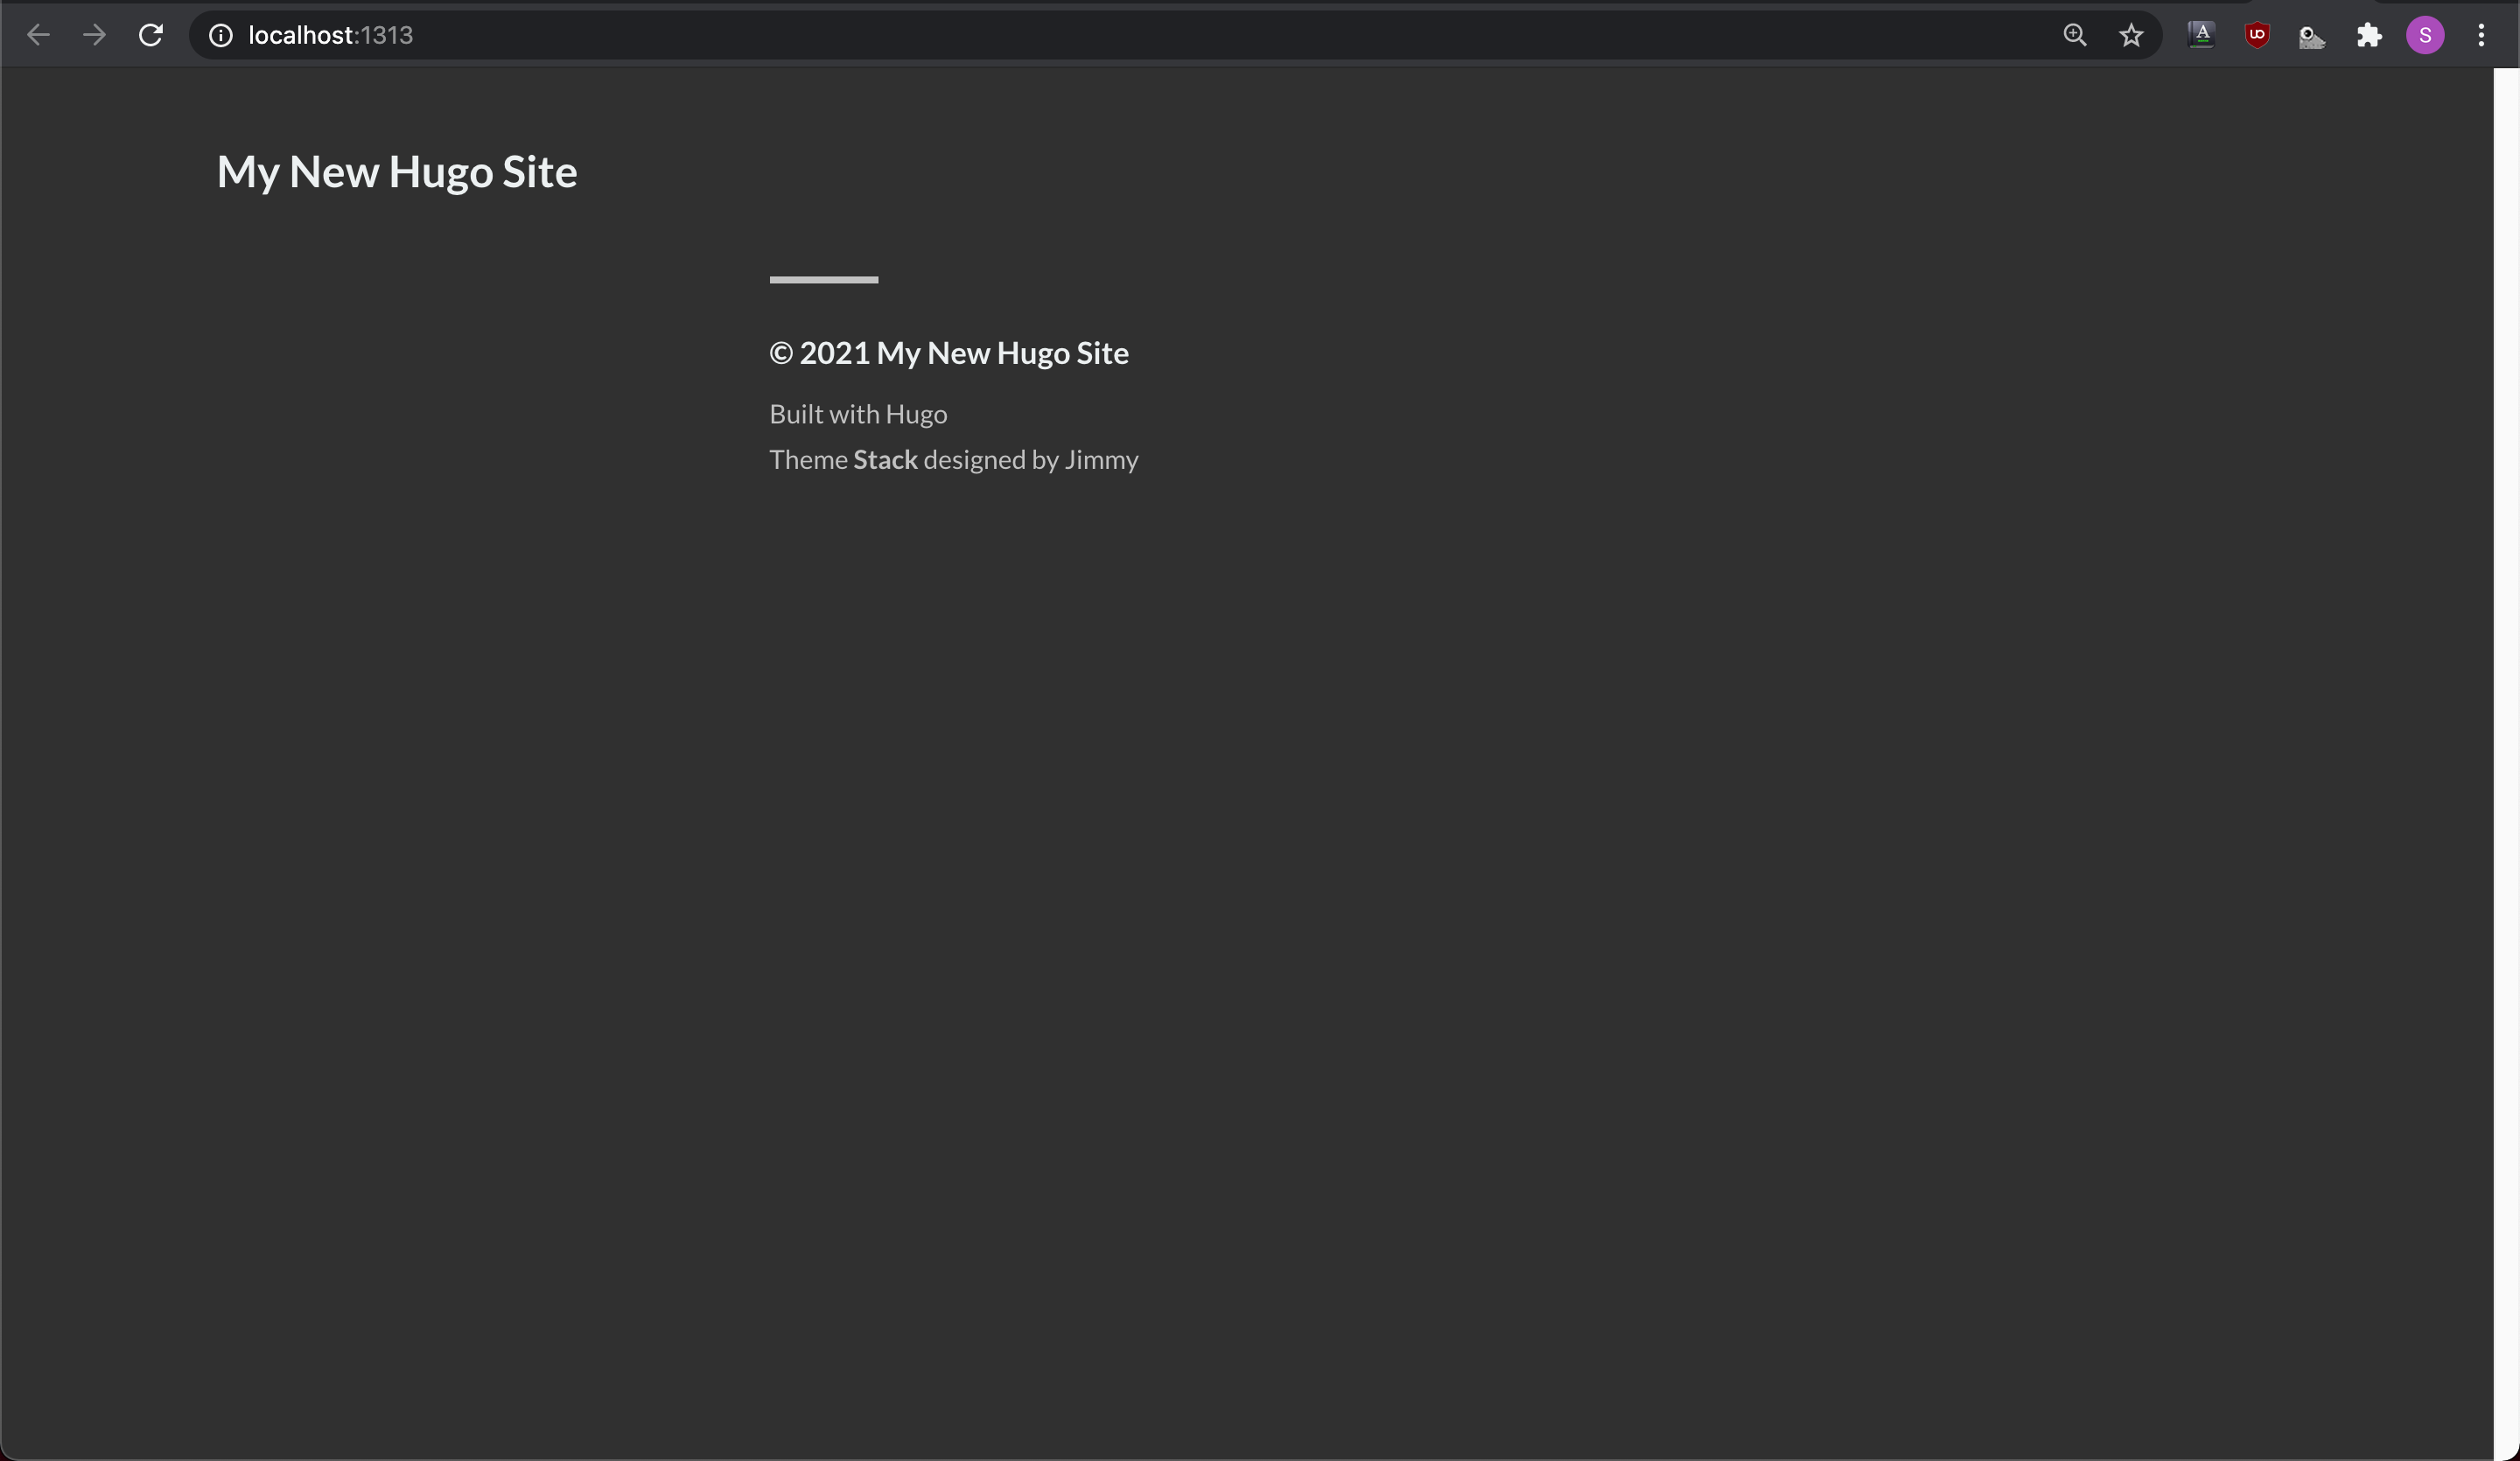 localhost:1313
A
UO
S
My New Hugo Site
© 2021 My New Hugo Site
Built with Hugo
Theme Stack designed by Jimmy